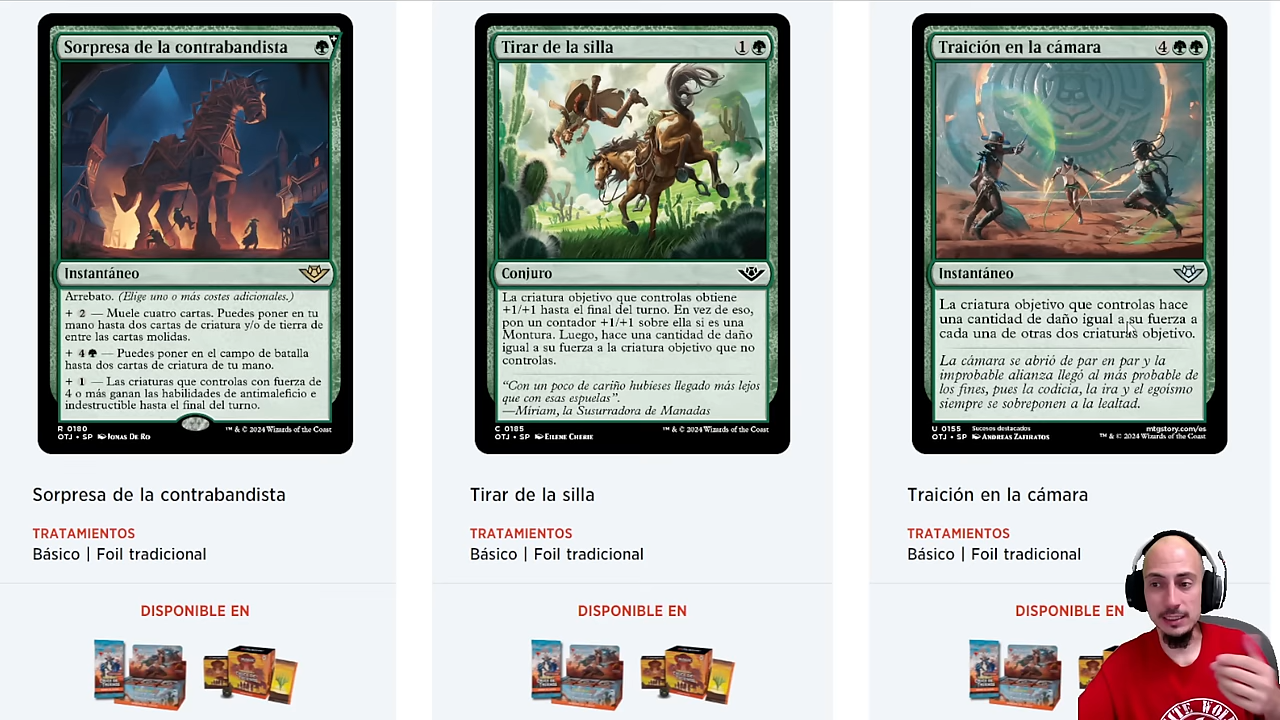 Sorpresa de la contrabandista
Instantáneo
Arrebato. (Elige uno o más costes adicionales.)
+ 2 — Muele cuatro cartas. Puedes poner en tu
mano hasta dos cartas de criatura y/o de tierra de
entre las cartas molidas.
+ 4 — Puedes poner en el campo de batalla
hasta dos cartas de criatura de tu mano.
+ 1 — Las criaturas que controlas con fuerza de
4 o más ganan las habilidades de antimaleficio e
indestructible hasta el final del turno.
R 0180
OTJ • SP JONAS DE RO
™ & © 2024 Wizards of the Coast
Sorpresa de la contrabandista
TRATAMIENTOS
Básico | Foil tradicional
DISPONIBLE EN
Tirar de la silla 1
Conjuro
La criatura objetivo que controlas obtiene
+1/+1 hasta el final del turno. En vez de eso,
pon un contador +1/+1 sobre ella si es una
Montura. Luego, hace una cantidad de daño
igual a su fuerza a la criatura objetivo que no
controlas.
“Con un poco de cariño hubieses llegado más lejos
que con esas espuelas”.
—Míriam, la Susurradora de Manadas
C 0185
OTJ • SP EILENE CHERIE
™ & © 2024 Wizards of the Coast
Tirar de la silla
TRATAMIENTOS
Básico | Foil tradicional
DISPONIBLE EN
Traición en la cámara 4
Instantáneo
La criatura objetivo que controlas hace
una cantidad de daño igual a su fuerza a
cada una de otras dos criaturas objetivo.
La cámara se abrió de par en par y la
improbable alianza llegó al más probable de
los fines, pues la codicia, la ira y el egoísmo
siempre se sobreponen a la lealtad.
U 0155 Sucesos destacados
mtgstory.com/es
OTJ • SP ANDREAS ZAFIRATOS
™ & © 2024 Wizards of the Coast
Traición en la cámara
TRATAMIENTOS
Básico | Foil tradicional
DISPONIBLE EN